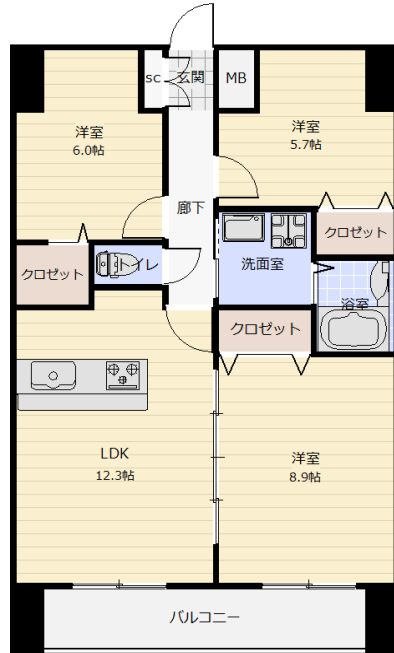 sc
玄関
MB
洋室
6.0帖
洋室
5.7帖
廊下
クロゼット
トイレ
クロゼット
洗面室
浴室
クロゼット
LDK
12.3帖
洋室
8.9帖
バルコニー